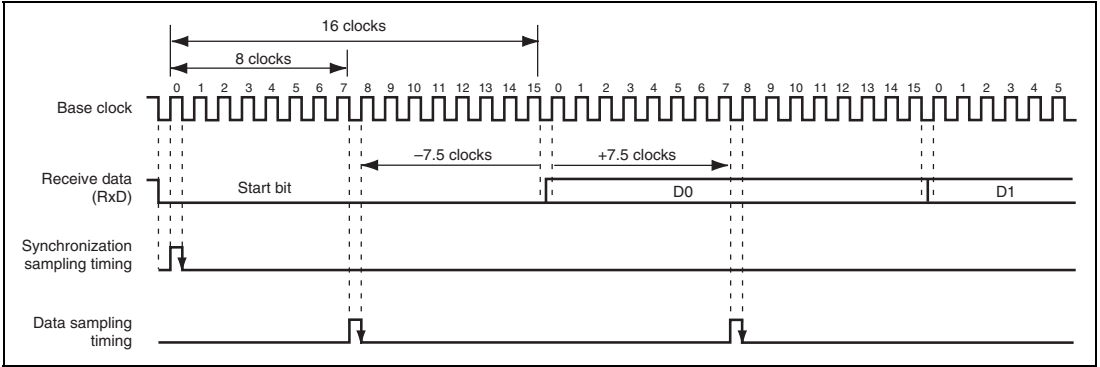 16 clocks
8 clocks
0 1 2 3 4 5 6 7 8 9 10 11 12 13 14 15 0 1 2 3 4 5 6 7 8 9 10 11 12 13 14 15 0 1 2 3 4 5
Base clock
–7.5 clocks +7.5 clocks
Receive data
(RxD)
Start bit D0 D1
Synchronization
sampling timing
Data sampling
timing